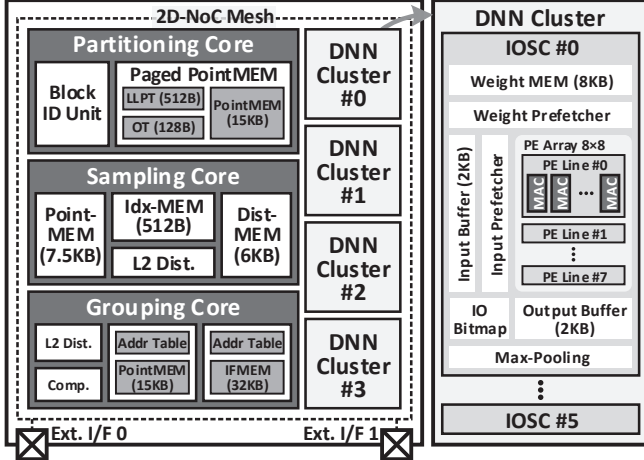 2D-NoC Mesh
Partitioning Core
Block
ID Unit
Paged PointMEM
LLPT (512B)
OT (128B)
PointMEM
(15KB)
Sampling Core
Point-
MEM
(7.5KB)
Idx-MEM
(512B)
L2 Dist.
Dist-
MEM
(6KB)
Grouping Core
L2 Dist.
Comp.
Addr Table
PointMEM
(15KB)
Addr Table
IFMEM
(32KB)
DNN
Cluster
#0
DNN
Cluster
#1
DNN
Cluster
#2
DNN
Cluster
#3
Ext. I/F 0
Ext. I/F 1
DNN Cluster
IOSC #0
Weight MEM (8KB)
Weight Prefetcher
Input Buffer (2KB)
Input Prefetcher
PE Array 8×8
PE Line #0
MAC
MAC
...
MAC
PE Line #1
PE Line #7
IO
Bitmap
Output Buffer
(2KB)
Max-Pooling
IOSC #5